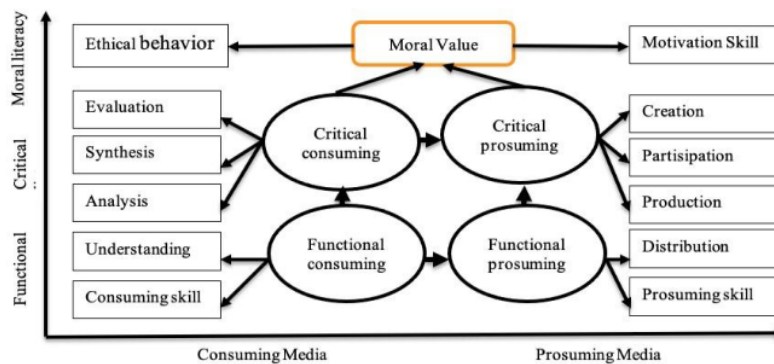 Moral literacy
Critical
..
Functional
Ethical behavior
Moral Value
Motivation Skill
Evaluation
Synthesis
Analysis
Critical
consuming
Critical
prosuming
Creation
Partisipation
Production
Understanding
Consuming skill
Functional
consuming
Functional
prosuming
Distribution
Prosuming skill
Consuming Media
Prosuming Media